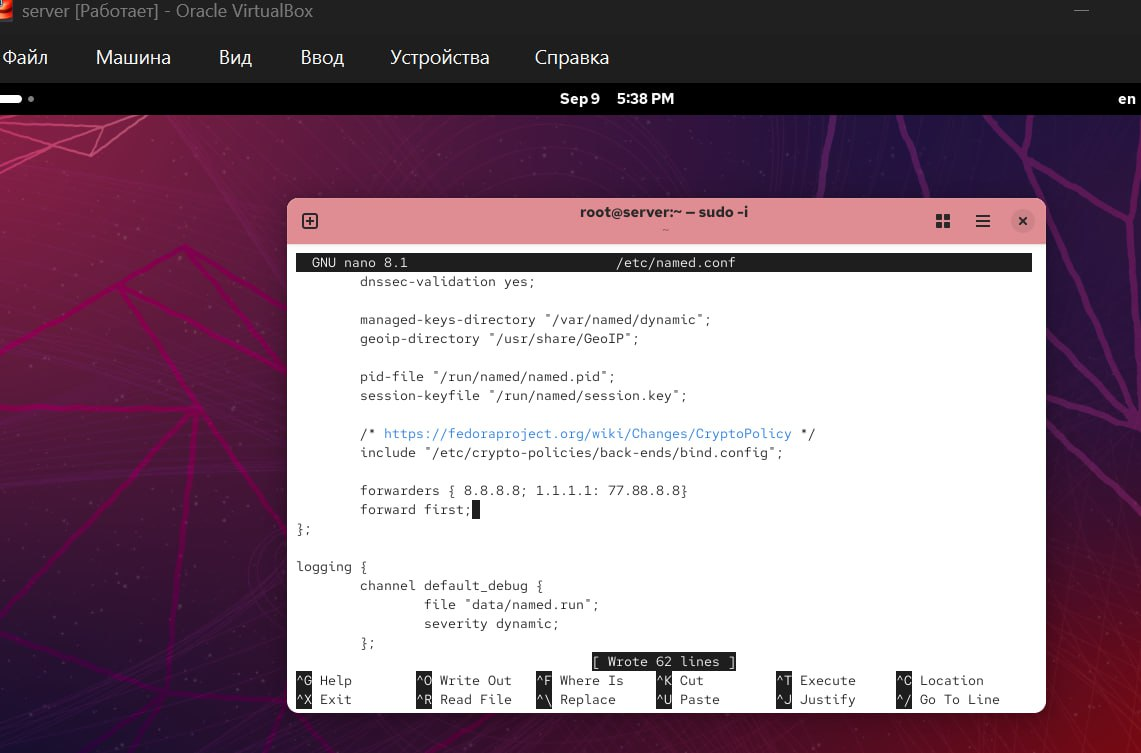 server [Работает] - Oracle VirtualBox
Файл Машина Вид Ввод Устройства Справка
Sep 9 5:38 PM en
root@server:~ — sudo -i
~
GNU nano 8.1 /etc/named.conf
dnssec-validation yes;
managed-keys-directory "/var/named/dynamic";
geoip-directory "/usr/share/GeoIP";
pid-file "/run/named/named.pid";
session-keyfile "/run/named/session.key";
/* https://fedoraproject.org/wiki/Changes/CryptoPolicy */
include "/etc/crypto-policies/back-ends/bind.config";
forwarders { 8.8.8.8; 1.1.1.1: 77.88.8.8}
forward first;
};
logging {
channel default_debug {
file "data/named.run";
severity dynamic;
};
[ Wrote 62 lines ]
^G Help ^O Write Out ^F Where Is ^K Cut ^T Execute ^C Location
^X Exit ^R Read File ^\ Replace ^U Paste ^J Justify ^/ Go To Line